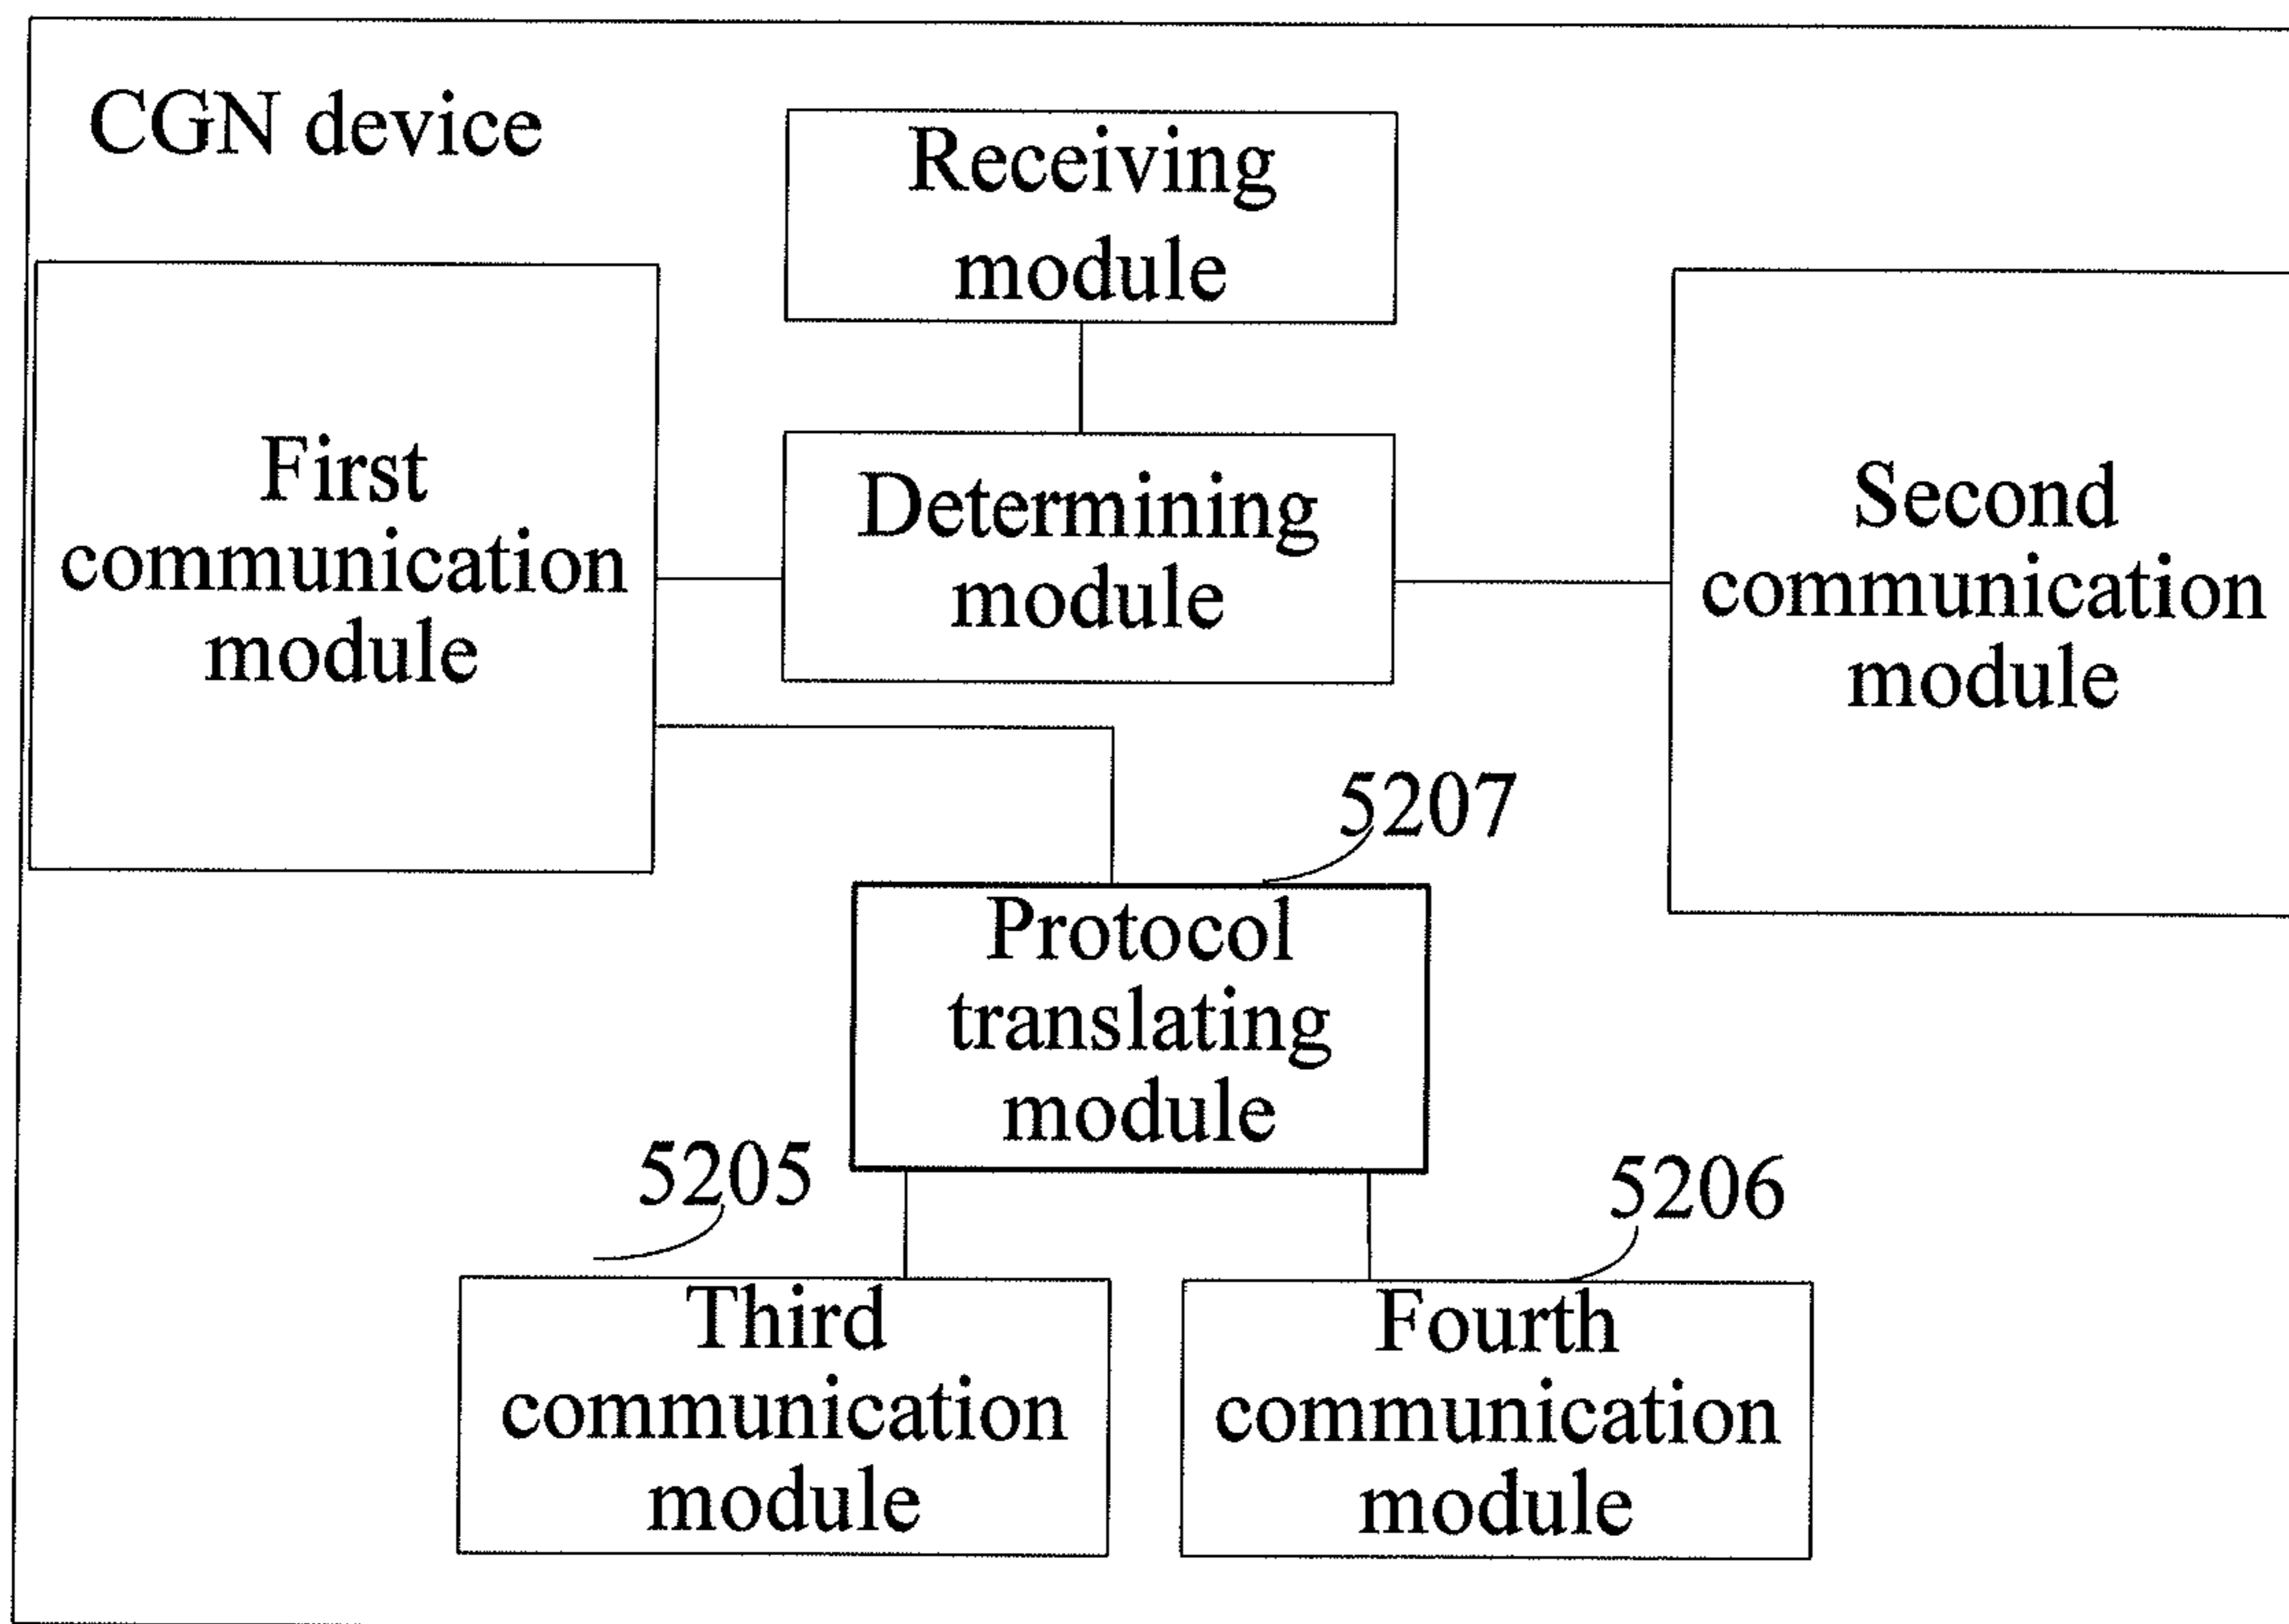 CGN device
Receiving
module
First
communication
module
Determining
module
Second
communication
module
5207
Protocol
translating
module
5205
5206
Third
communication
module
Fourth
communication
module